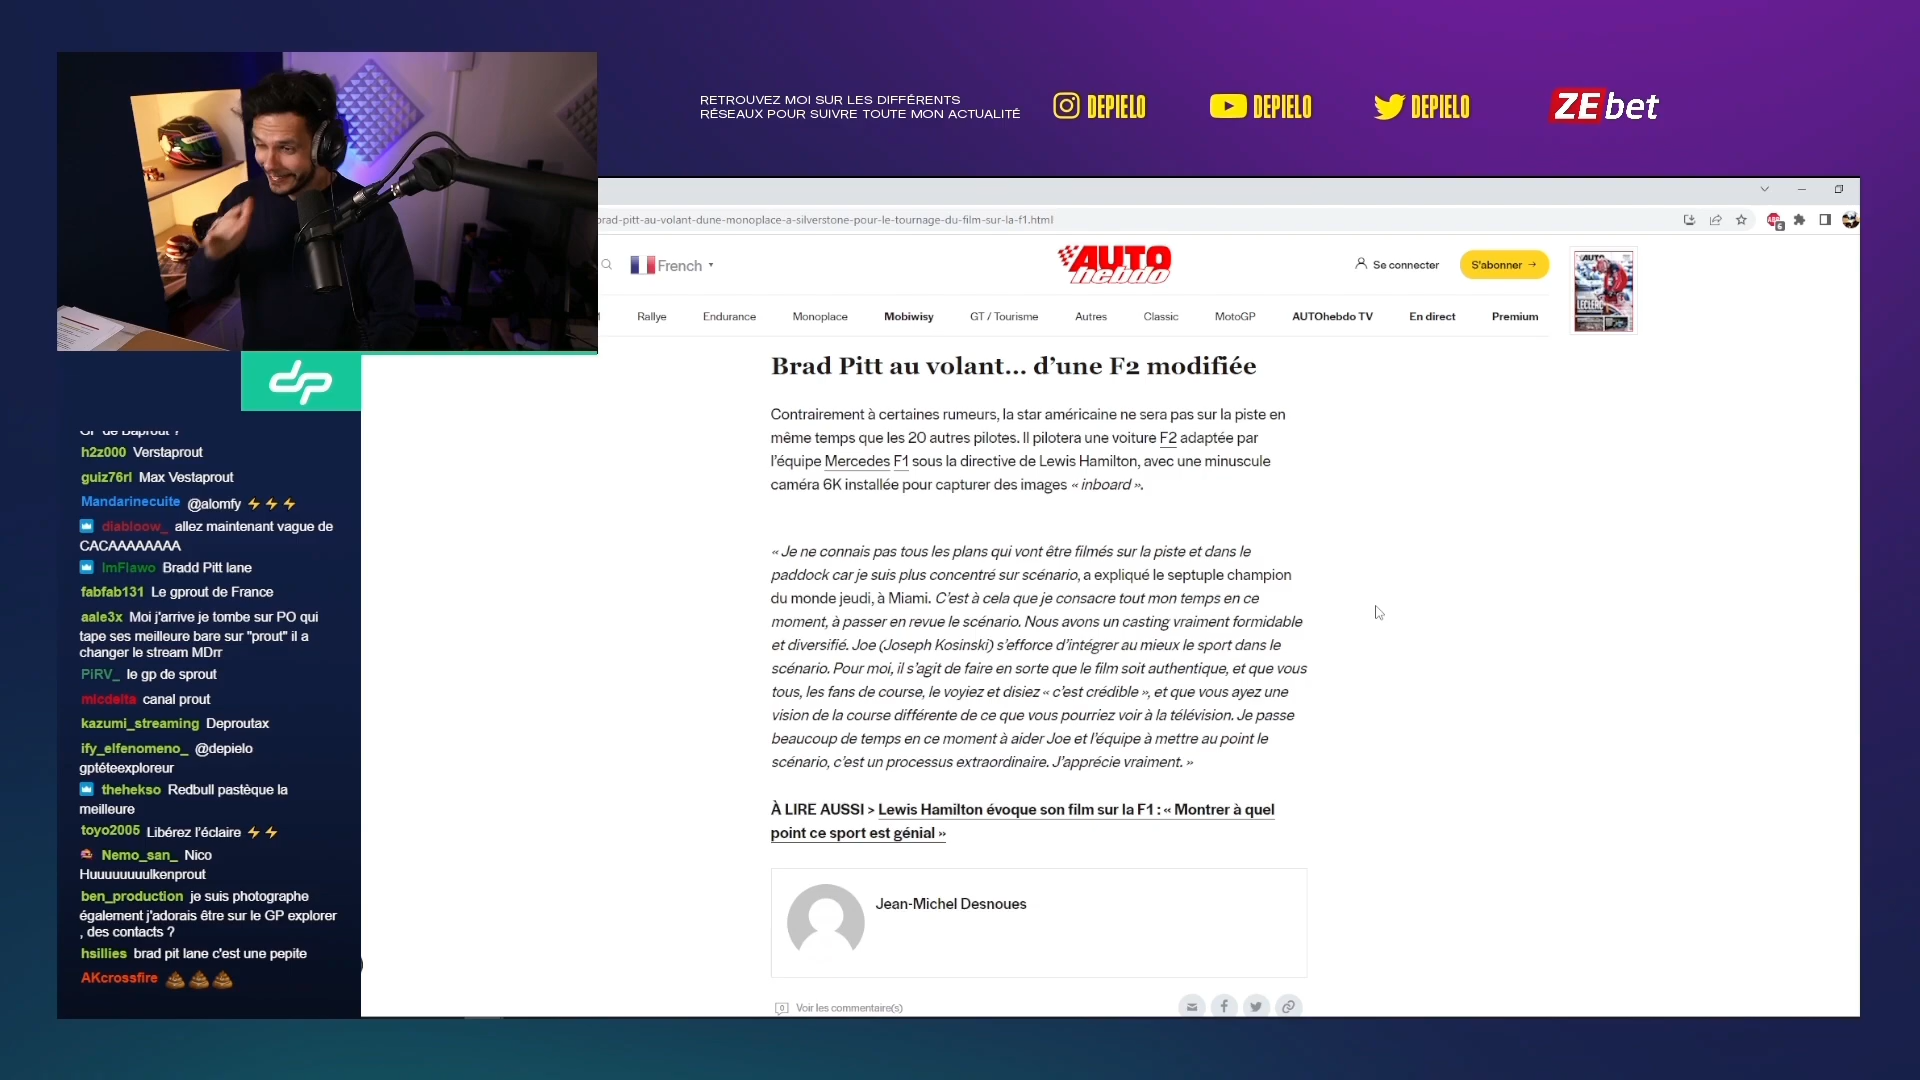 RETROUVEZ MOI SUR LES DIFFÉRENTS
RÉSEAUX POUR SUIVRE TOUTE MON ACTUALITÉ
DEPIELO
DEPIELO
DEPIELO
ZEbet
brad-pitt-au-volant-dune-monoplace-a-silverstone-pour-le-tournage-du-film-sur-la-f1.html
French
AUTO
hebdo
Se connecter
S'abonner →
AUTO
LECLERC
Rallye
Endurance
Monoplace
Mobiwisy
GT / Tourisme
Autres
Classic
MotoGP
AUTOhebdo TV
En direct
Premium
Brad Pitt au volant… d’une F2 modifiée
Contrairement à certaines rumeurs, la star américaine ne sera pas sur la piste en
même temps que les 20 autres pilotes. Il pilotera une voiture F2 adaptée par
l’équipe Mercedes F1 sous la directive de Lewis Hamilton, avec une minuscule
caméra 6K installée pour capturer des images « inboard ».
« Je ne connais pas tous les plans qui vont être filmés sur la piste et dans le
paddock car je suis plus concentré sur scénario, a expliqué le septuple champion
du monde jeudi, à Miami. C’est à cela que je consacre tout mon temps en ce
moment, à passer en revue le scénario. Nous avons un casting vraiment formidable
et diversifié. Joe (Joseph Kosinski) s’efforce d’intégrer au mieux le sport dans le
scénario. Pour moi, il s’agit de faire en sorte que le film soit authentique, et que vous
tous, les fans de course, le voyiez et disiez « c’est crédible », et que vous ayez une
vision de la course différente de ce que vous pourriez voir à la télévision. Je passe
beaucoup de temps en ce moment à aider Joe et l’équipe à mettre au point le
scénario, c’est un processus extraordinaire. J’apprécie vraiment. »
À LIRE AUSSI > Lewis Hamilton évoque son film sur la F1 : « Montrer à quel
point ce sport est génial »
Jean-Michel Desnoues
0 Voir les commentaire(s)
dp
GP de Baprout ?
h2z000 Verstaprout
guiz76rl Max Vestaprout
Mandarinecuite @alomfy ⚡ ⚡ ⚡
diabloow_ allez maintenant vague de
CACAAAAAAAA
ImFlawo Bradd Pitt lane
fabfab131 Le gprout de France
aale3x Moi j'arrive je tombe sur PO qui
tape ses meilleure bare sur "prout" il a
changer le stream MDrr
PiRV_ le gp de sprout
micdelta canal prout
kazumi_streaming Deproutax
ify_elfenomeno_ @depielo
gptéteexploreur
thehekso Redbull pastèque la
meilleure
toyo2005 Libérez l’éclaire ⚡ ⚡
Nemo_san_ Nico
Huuuuuuuulkenprout
ben_production je suis photographe
également j'adorais être sur le GP explorer
, des contacts ?
hsillies brad pit lane c'est une pepite
AKcrossfire 💩 💩 💩